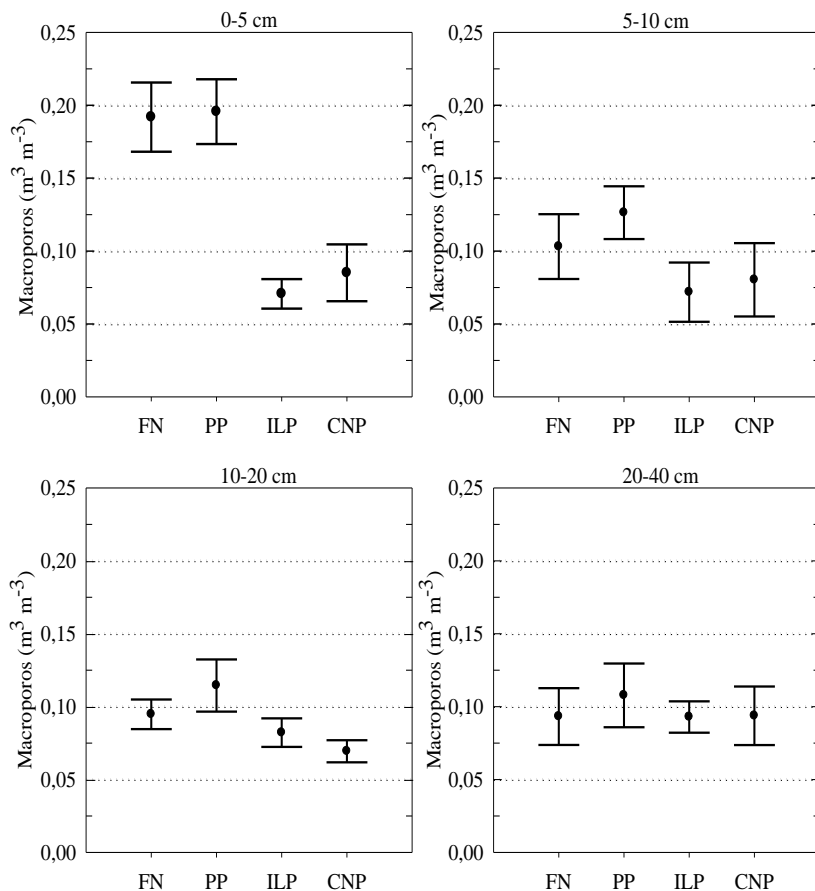 0-5 cm
Macroporos (m³ m⁻³)
0,25
0,20
0,15
0,10
0,05
0,00
FN PP ILP CNP
5-10 cm
Macroporos (m³ m⁻³)
0,25
0,20
0,15
0,10
0,05
0,00
FN PP ILP CNP
10-20 cm
Macroporos (m³ m⁻³)
0,25
0,20
0,15
0,10
0,05
0,00
FN PP ILP CNP
20-40 cm
Macroporos (m³ m⁻³)
0,25
0,20
0,15
0,10
0,05
0,00
FN PP ILP CNP